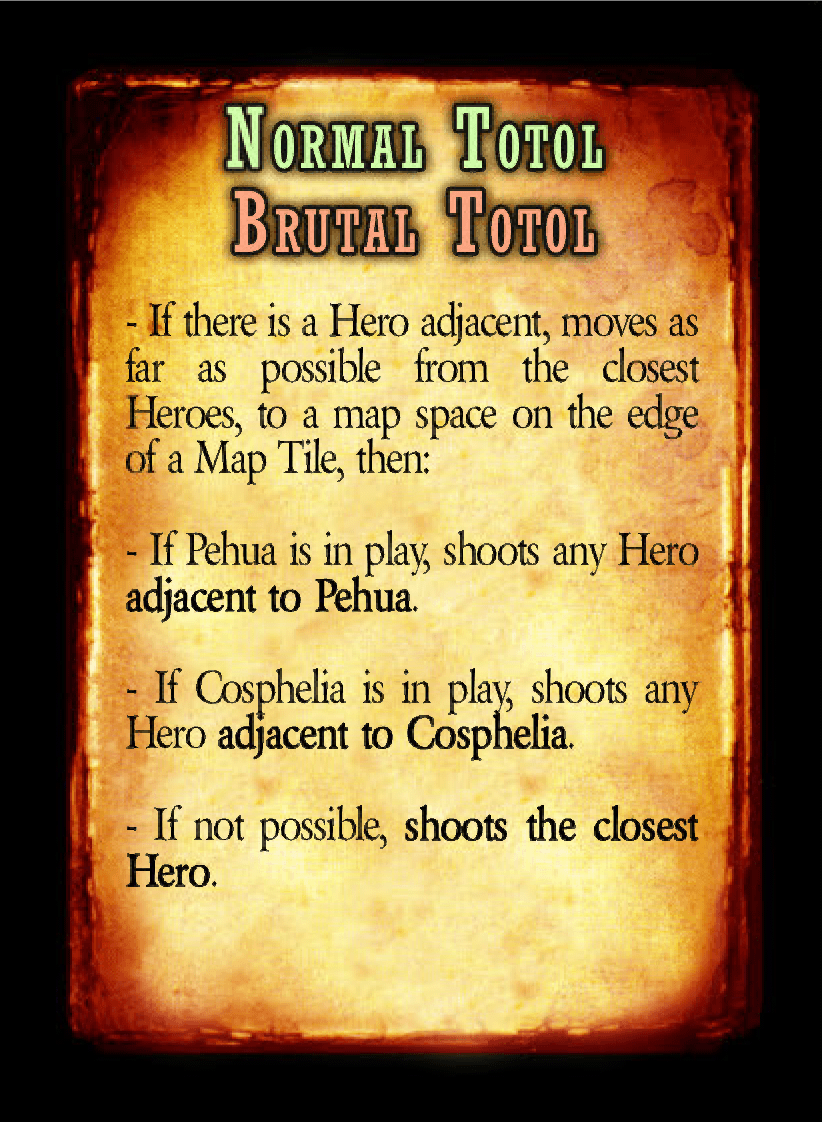 NORMAL TOTOL
BRUTAL TOTOL
- If there is a Hero adjacent, moves as
far as possible from the closest
Heroes, to a map space on the edge
of a Map Tile, then:
- If Pehua is in play, shoots any Hero
adjacent to Pehua.
- If Cosphelia is in play, shoots any
Hero adjacent to Cosphelia.
- If not possible, shoots the closest
Hero.